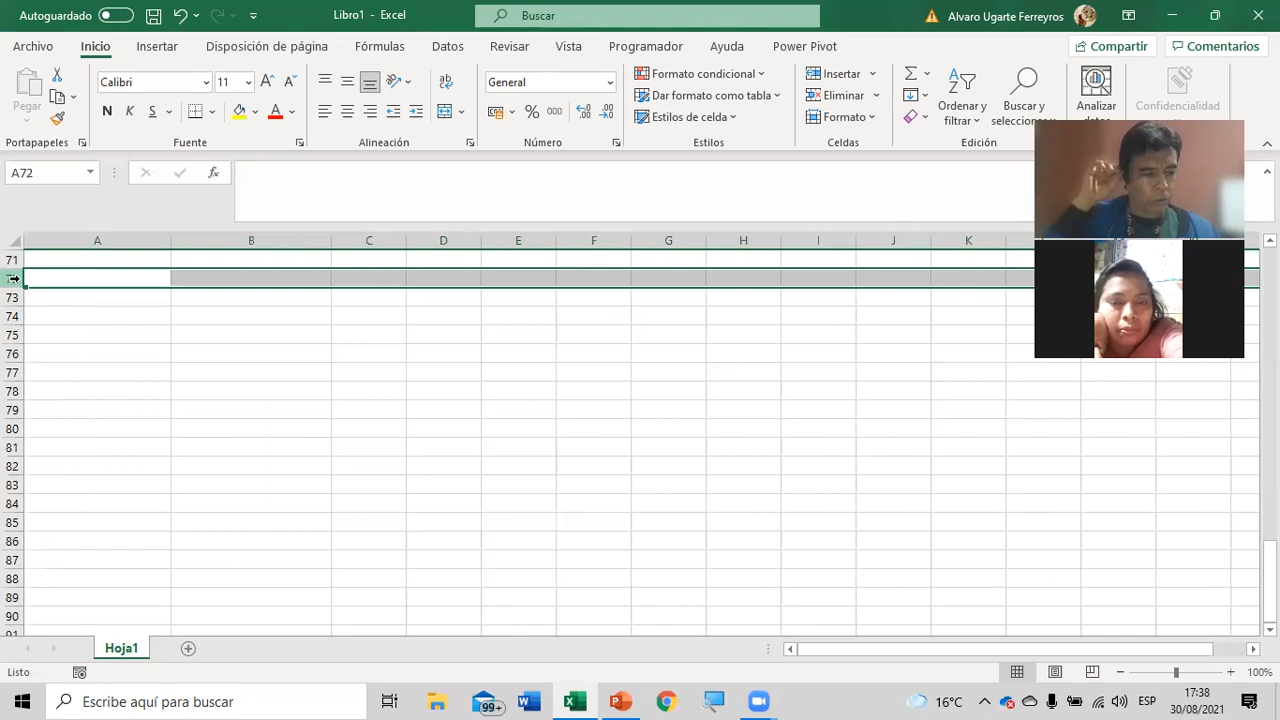 Autoguardado
Libro1 - Excel
Buscar
Alvaro Ugarte Ferreyros
Archivo Inicio Insertar Disposición de página Fórmulas Datos Revisar Vista Programador Ayuda Power Pivot
Compartir Comentarios
Pegar
Calibri 11
N K S
General
% 000
Formato condicional
Dar formato como tabla
Estilos de celda
Insertar
Eliminar
Formato
Ordenar y filtrar
Buscar y seleccionar
Analizar datos
Confidencialidad
Portapapeles Fuente Alineación Número Estilos Celdas Edición
A72
fx
A B C D E F G H I J K
71
73
74
75
76
77
78
79
80
81
82
83
84
85
86
87
88
89
90
91
Hoja1
Listo
100%
Escribe aquí para buscar
99+
16°C
ESP
17:38
30/08/2021